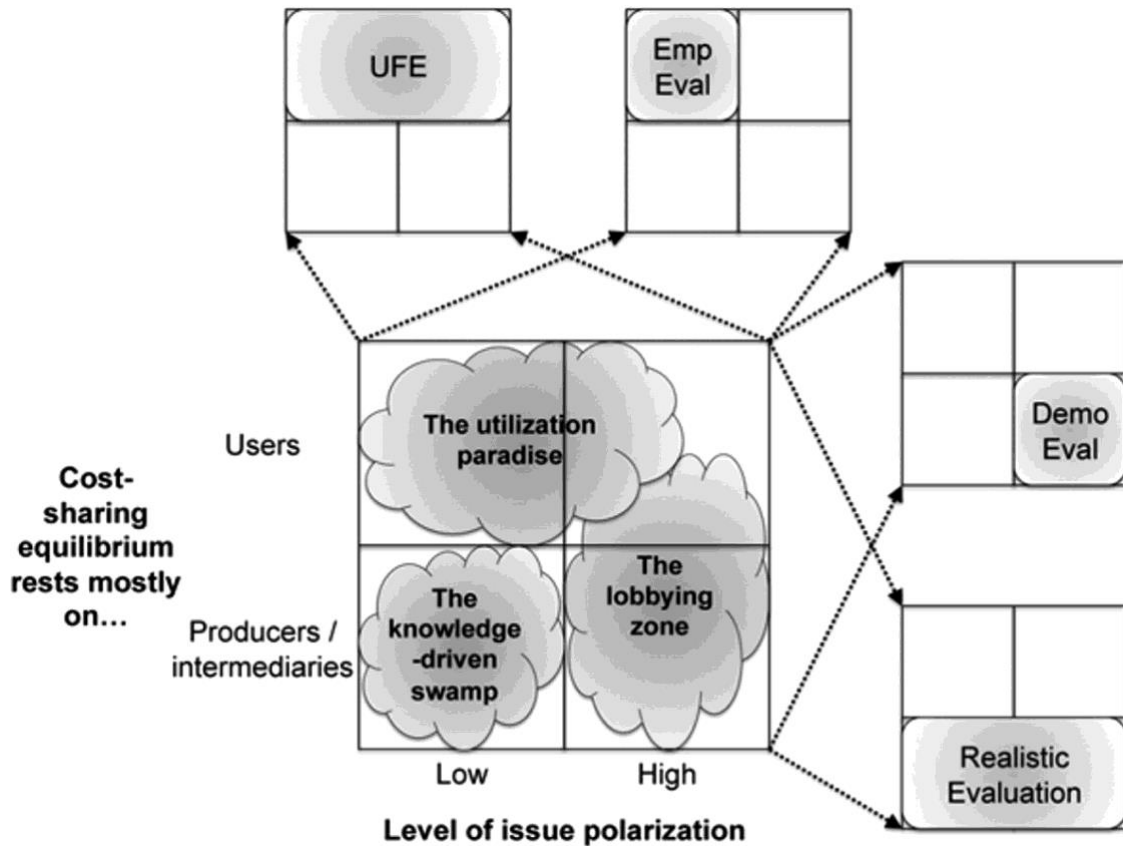 UFE
Emp
Eval
Demo
Eval
Realistic
Evaluation
Cost-
sharing
equilibrium
rests mostly
on…
Users
Producers /
intermediaries
The utilization
paradise
The
knowledge
-driven
swamp
The
lobbying
zone
Low
High
Level of issue polarization